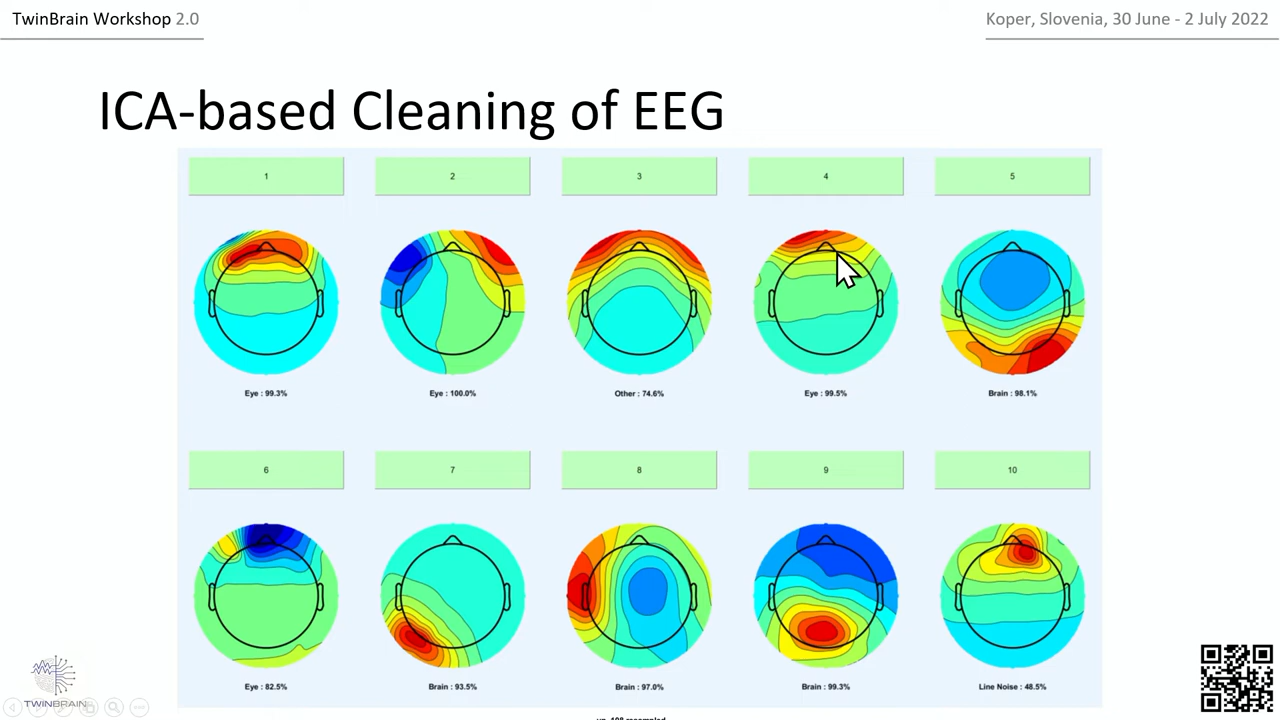 TwinBrain Workshop 2.0
Koper, Slovenia, 30 June - 2 July 2022
ICA-based Cleaning of EEG
1 2 3 4 5
Eye : 99.3% Eye : 100.0% Other : 74.6% Eye : 99.5% Brain : 98.1%
6 7 8 9 10
Eye : 82.5% Brain : 93.5% Brain : 97.0% Brain : 99.3% Line Noise : 48.5%
TWINBRAIN